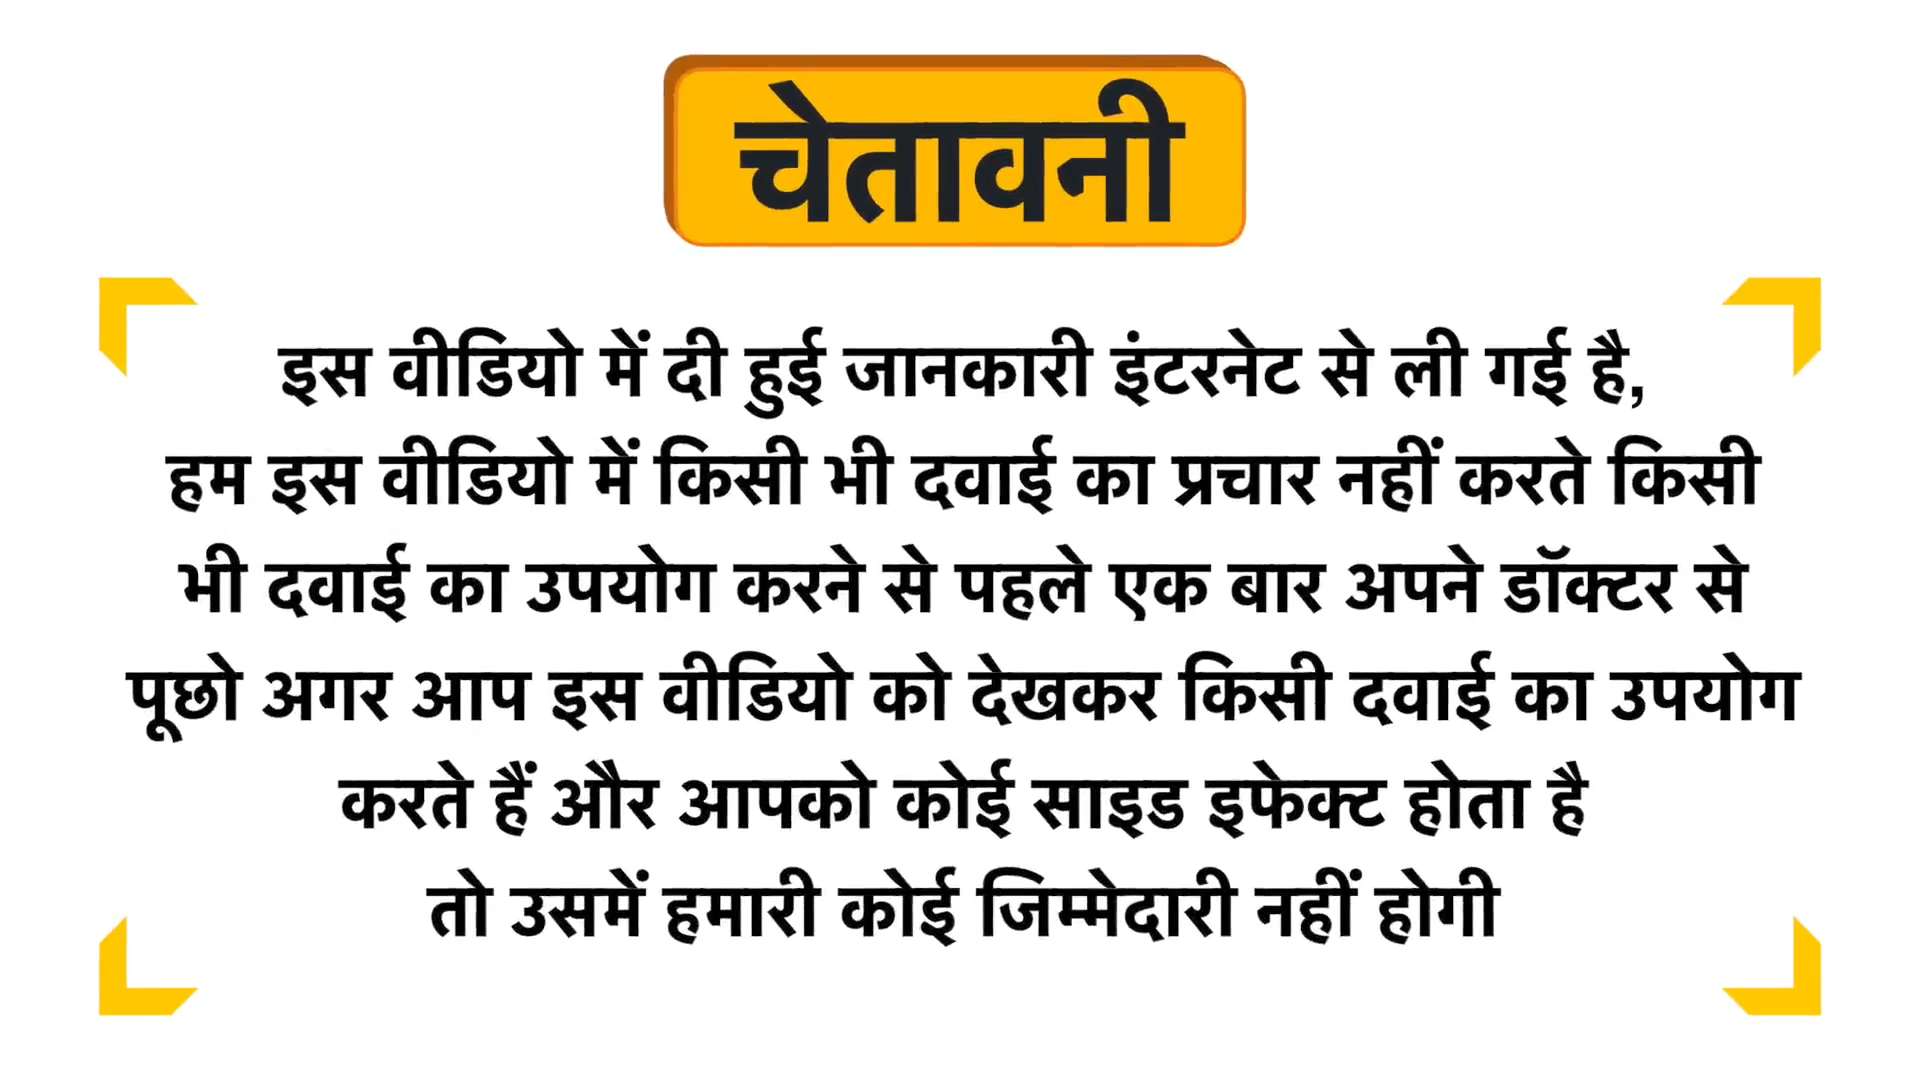 चेतावनी
इस वीडियो में दी हुई जानकारी इंटरनेट से ली गई है,
हम इस वीडियो में किसी भी दवाई का प्रचार नहीं करते किसी
भी दवाई का उपयोग करने से पहले एक बार अपने डॉक्टर से
पूछो अगर आप इस वीडियो को देखकर किसी दवाई का उपयोग
करते हैं और आपको कोई साइड इफेक्ट होता है
तो उसमें हमारी कोई जिम्मेदारी नहीं होगी